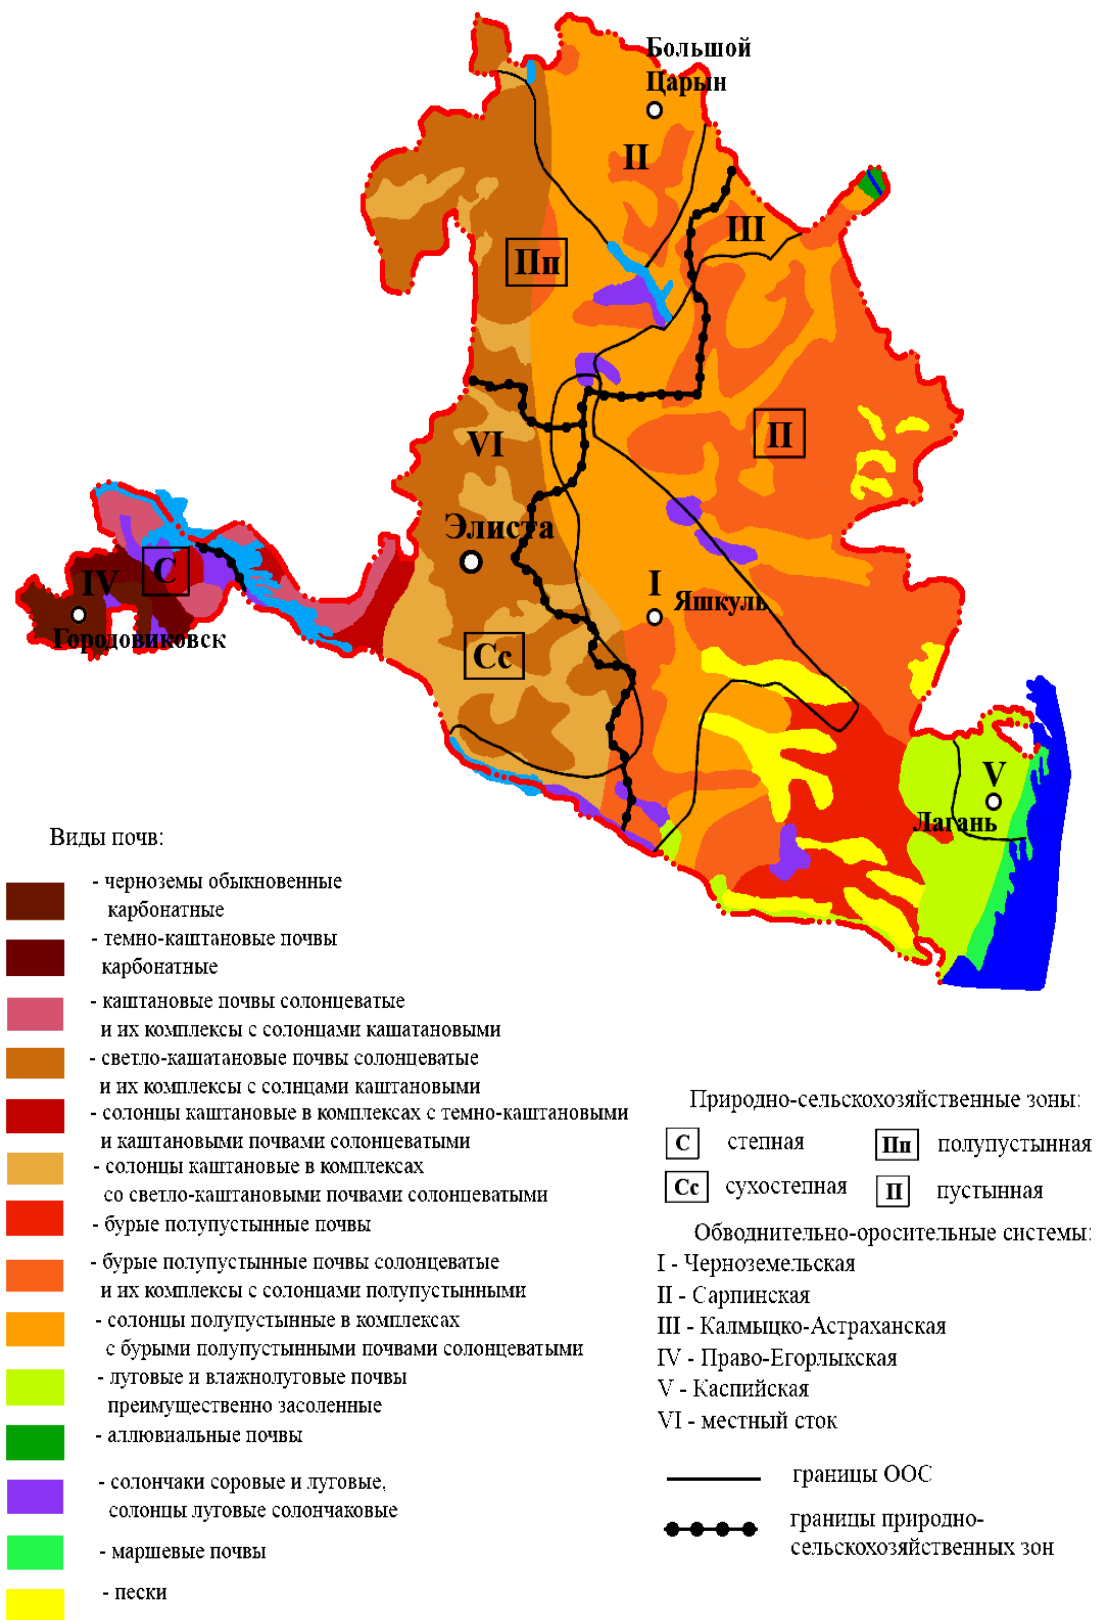 Большой
Царын
II
III
Пп
П
VI
Элиста
С
IV
Городовиковск
I
Яшкуль
Сс
V
Лагань
Виды почв:
- черноземы обыкновенные
карбонатные
- темно-каштановые почвы
карбонатные
- каштановые почвы солонцеватые
и их комплексы с солонцами кашатановыми
- светло-кашатановые почвы солонцеватые
и их комплексы с солнцами каштановыми
- солонцы каштановые в комплексах с темно-каштановыми
и каштановыми почвами солонцеватыми
- солонцы каштановые в комплексах
со светло-каштановыми почвами солонцеватыми
- бурые полупустынные почвы
- бурые полупустынные почвы солонцеватые
и их комплексы с солонцами полупустынными
- солонцы полупустынные в комплексах
с бурыми полупустынными почвами солонцеватыми
- луговые и влажнолуговые почвы
преимущественно засоленные
- аллювиальные почвы
- солончаки соровые и луговые,
солонцы луговые солончаковые
- маршевые почвы
- пески
Природно-сельскохозяйственные зоны:
С степная
Пп полупустынная
Сс сухостепная
П пустынная
Обводнительно-оросительные системы:
I - Черноземельская
II - Сарпинская
III - Калмыцко-Астраханская
IV - Право-Егорлыкская
V - Каспийская
VI - местный сток
границы ООС
границы природно-
сельскохозяйственных зон